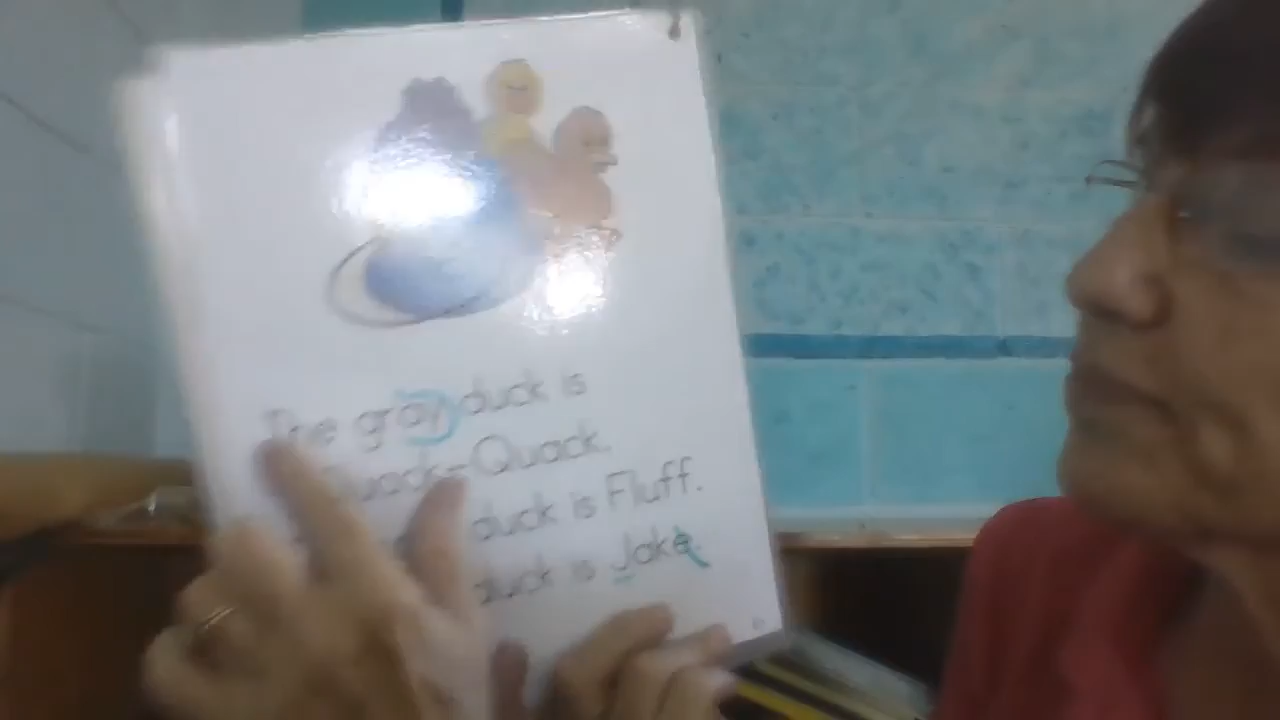 The gray duck is
Quack-Quack.
duck is Fluff.
duck is Jake